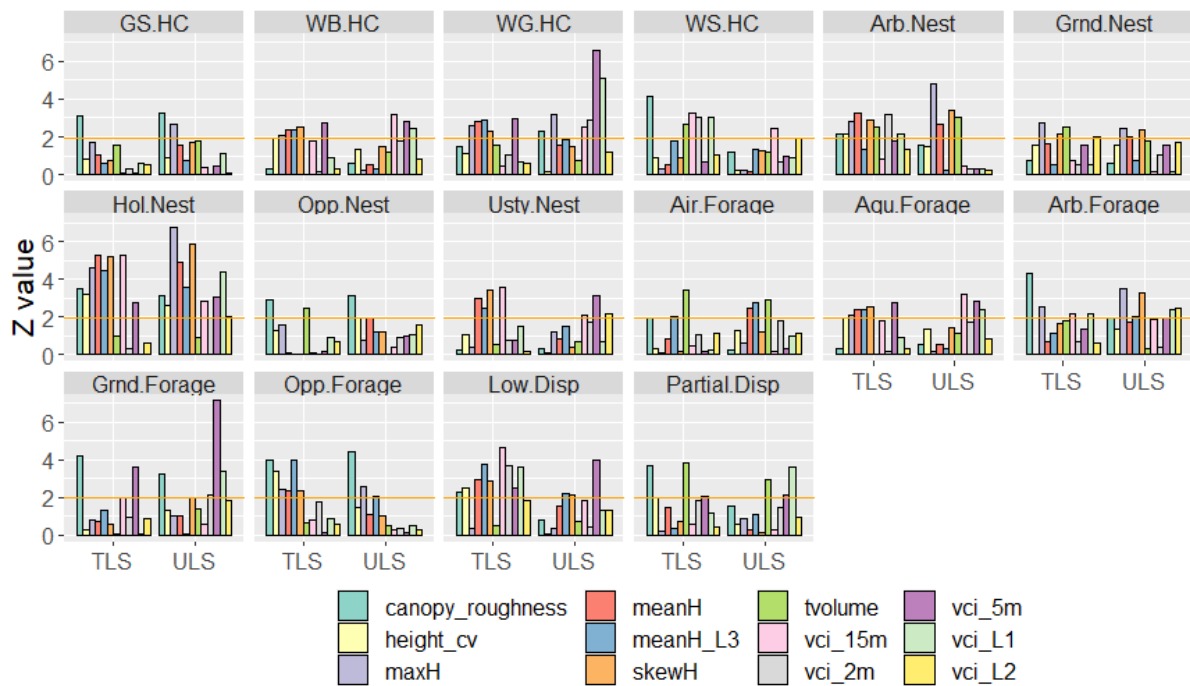 GS.HC WB.HC WG.HC WS.HC Arb.Nest Grnd.Nest
6
4
2
0
Hol.Nest Opp.Nest Usty.Nest Air.Forage Aqu.Forage Arb.Forage
6
4
2
0
Z value
TLS ULS TLS ULS
Grnd.Forage Opp.Forage Low.Disp Partial.Disp
6
4
2
0
TLS ULS TLS ULS TLS ULS TLS ULS
canopy_roughness meanH tvolume vci_5m
height_cv meanH_L3 vci_15m vci_L1
maxH skewH vci_2m vci_L2